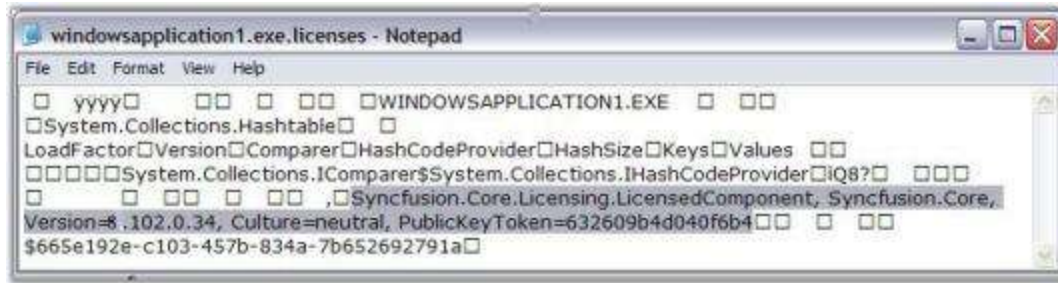 windowsapplication1.exe.licenses - Notepad
File Edit Format View Help
□ ÿÿÿÿ□ □□ □ □□ □WINDOWSAPPLICATION1.EXE □ □□
□System.Collections.Hashtable□ □
LoadFactor□Version□Comparer□HashCodeProvider□HashSize□Keys□Values □□
□□□□□System.Collections.IComparer$System.Collections.IHashCodeProvider□iQ8?□ □□□
□ □ □□ □ □□ ,□Syncfusion.Core.Licensing.LicensedComponent, Syncfusion.Core,
Version=8.102.0.34, Culture=neutral, PublicKeyToken=632609b4d040f6b4□□ □ □□
$665e192e-c103-457b-834a-7b652692791a□